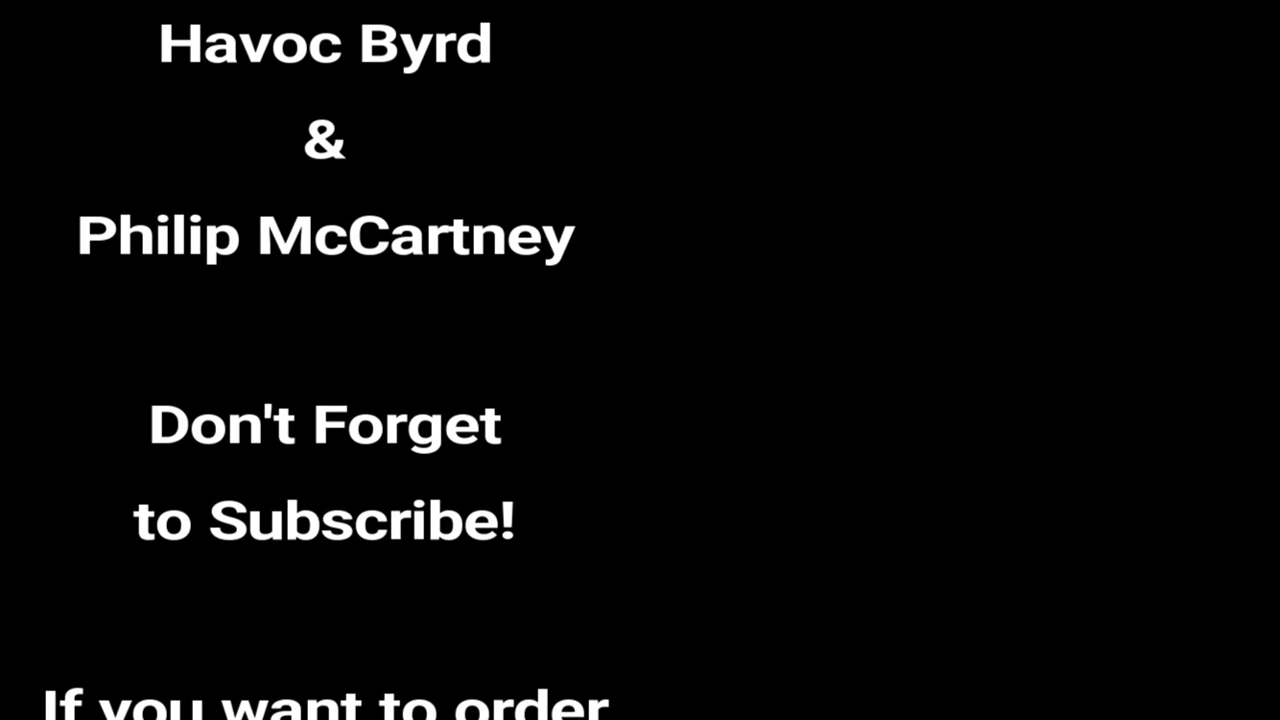 Havoc Byrd
&
Philip McCartney
Don't Forget
to Subscribe!
If you want to order